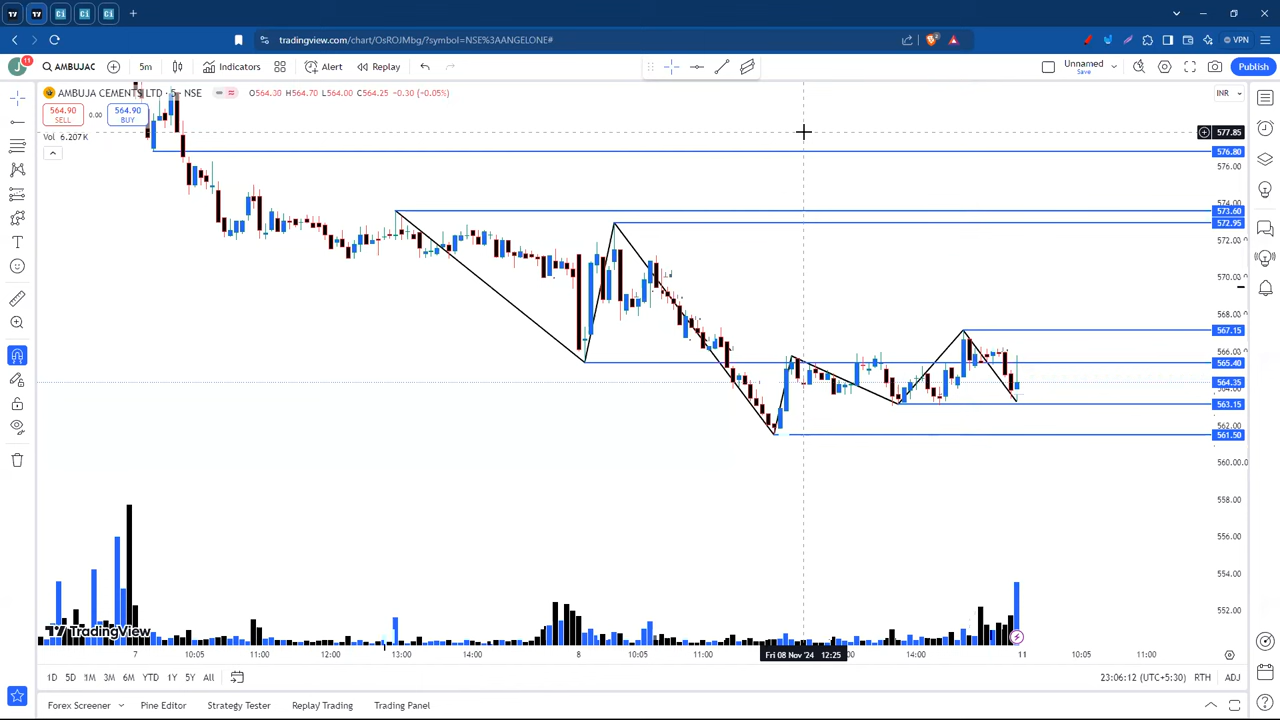 tradingview.com/chart/OsROJMbg/?symbol=NSE%3AANGELONE#
VPN
11
AMBUJAC
5m
Indicators
Alert
Replay
Unnamed
Save
Publish
AMBUJA CEMENTS LTD · 5 · NSE
O564.30 H564.70 L564.00 C564.25 −0.30 (−0.05%)
INR
564.90
SELL
0.00
564.90
BUY
Vol 6.207K
577.85
576.80
576.00
573.60
572.95
572.00
568.00
567.15
565.40
564.35
563.15
562.00
561.50
560.00
558.00
556.00
554.00
552.00
TradingView
7
10:05
11:00
12:00
13:00
14:00
8
10:05
11:00
Fri 08 Nov '24 12:25
14:00
11
10:05
11:00
1D
5D
1M
3M
6M
YTD
1Y
5Y
All
23:06:12 (UTC+5:30)
RTH
ADJ
Forex Screener
Pine Editor
Strategy Tester
Replay Trading
Trading Panel